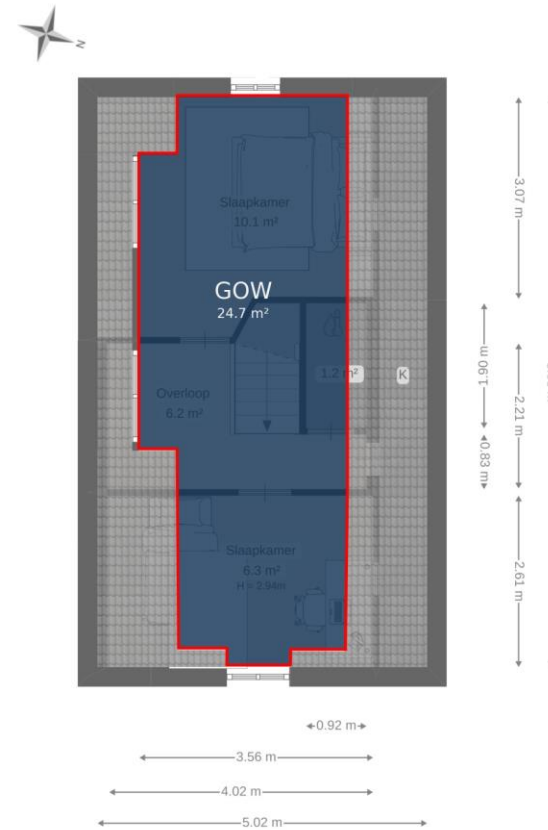 N
Slaapkamer
10.1 m²
GOW
24.7 m²
1.2 m²
K
Overloop
6.2 m²
Slaapkamer
6.3 m²
H = 2.94m
3.07 m
1.90 m
2.21 m
0.83 m
2.61 m
0.92 m
3.56 m
4.02 m
5.02 m